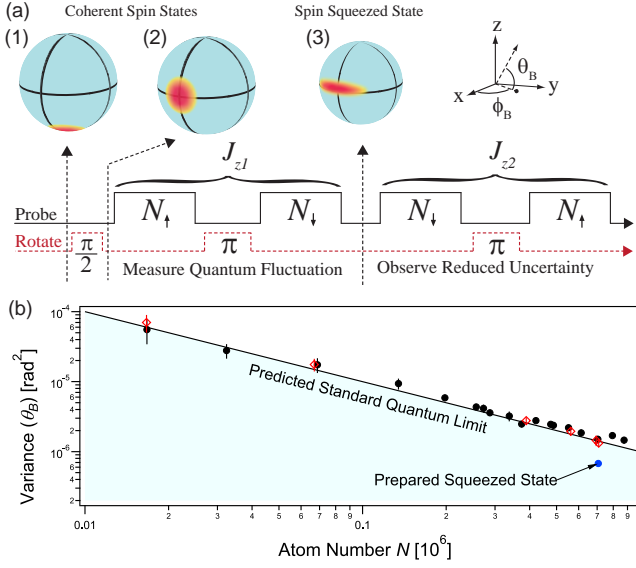 (a)
Coherent Spin States
Spin Squeezed State
(1)
(2)
(3)
z
y
x
θB
ϕB
Jz1
Jz2
Probe
N↑
N↓
N↓
N↑
Rotate
π/2
π
π
Measure Quantum Fluctuation
Observe Reduced Uncertainty
(b)
Variance (θB) [rad²]
10⁻⁴
6
4
2
10⁻⁵
6
4
2
10⁻⁶
6
4
2
Predicted Standard Quantum Limit
Prepared Squeezed State
0.01
2
3
4
5
6
7
8
9
0.1
2
3
4
5
6
7
8
9
Atom Number N [10⁶]